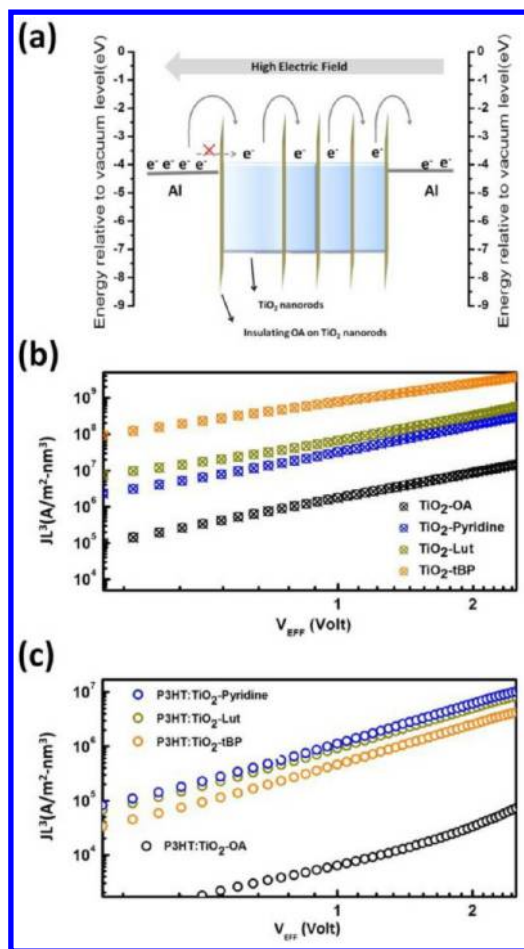 (a)
High Electric Field
Energy relative to vacuum level(eV)
0
-1
-2
-3
-4
-5
-6
-7
-8
-9
e⁻ e⁻ e⁻ e⁻
e⁻
e⁻
e⁻
e⁻
e⁻ e⁻
Al
Al
TiO₂ nanorods
Insulating OA on TiO₂ nanorods
Energy relative to vacuum level(eV)
0
-1
-2
-3
-4
-5
-6
-7
-8
-9
(b)
JL³(A/m²-nm³)
10⁹
10⁸
10⁷
10⁶
10⁵
TiO₂-OA
TiO₂-Pyridine
TiO₂-Lut
TiO₂-tBP
1
2
V_EFF (Volt)
(c)
JL³(A/m²-nm³)
10⁷
10⁶
10⁵
10⁴
P3HT:TiO₂-Pyridine
P3HT:TiO₂-Lut
P3HT:TiO₂-tBP
P3HT:TiO₂-OA
1
2
V_EFF (Volt)